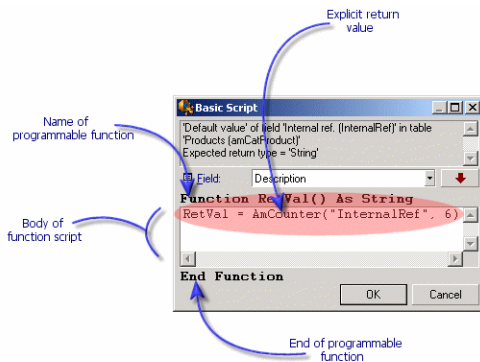 Explicit return
value
Name of
programmable function
Body of
function script
Basic Script
'Default value' of field 'Internal ref. (InternalRef)' in table
'Products (amCatProduct)'
Expected return type = 'String'
Field:
Description
Function RetVal() As String
RetVal = AmCounter("InternalRef", 6)
End Function
OK
Cancel
End of programmable
function